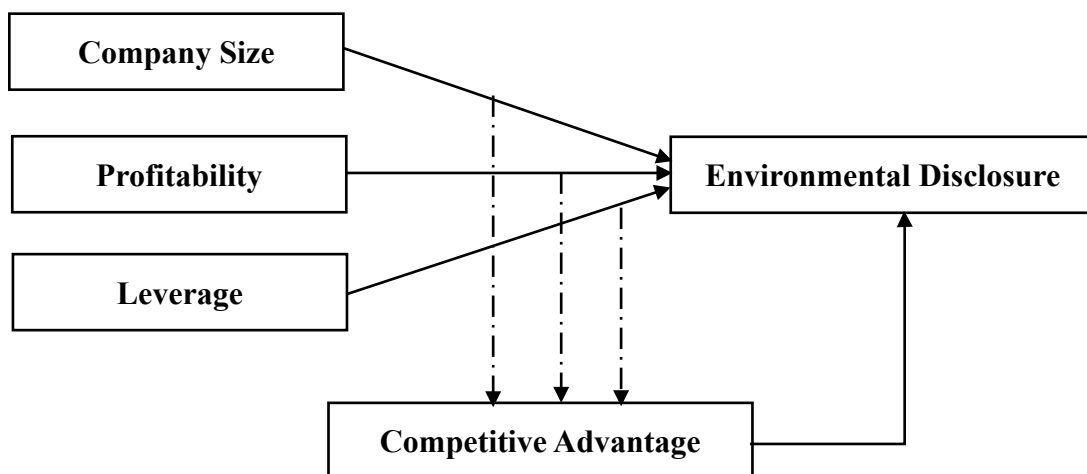 Company Size
Profitability
Environmental Disclosure
Leverage
Competitive Advantage